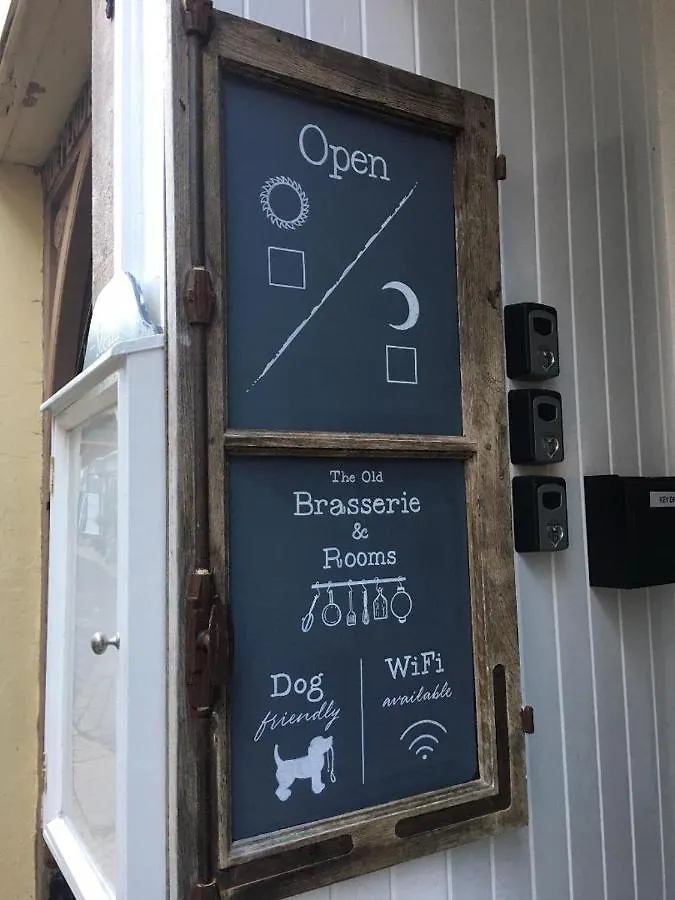 Open
The Old
Brasserie
&
Rooms
Dog
friendly
WiFi
available